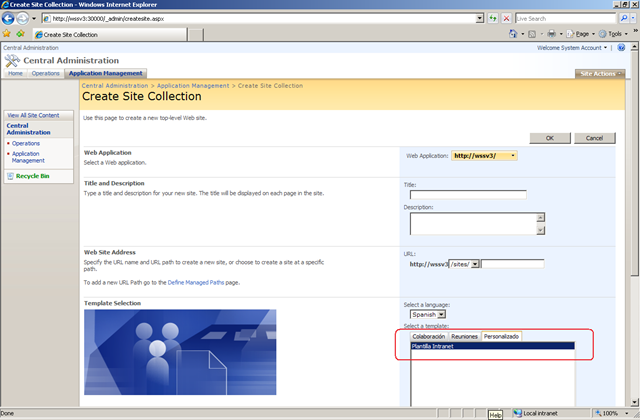 Create Site Collection - Windows Internet Explorer
http://wssv3:30000/_admin/createsite.aspx
Live Search
Create Site Collection
Page
Tools
Central Administration
Welcome System Account
Central Administration
Home Operations Application Management
Site Actions
Central Administration > Application Management > Create Site Collection
Create Site Collection
Use this page to create a new top-level Web site.
OK Cancel
View All Site Content
Central Administration
Operations
Application Management
Recycle Bin
Web Application
Select a Web application.
Web Application: http://wssv3/
Title and Description
Type a title and description for your new site. The title will be displayed on each page in the site.
Title:
Description:
Web Site Address
Specify the URL name and URL path to create a new site, or choose to create a site at a specific
path.
To add a new URL Path go to the Define Managed Paths page.
URL:
http://wssv3 /sites/
Template Selection
Select a language:
Spanish
Select a template:
Colaboración Reuniones Personalizado
Plantilla Intranet
Done
Help
Local intranet
100%